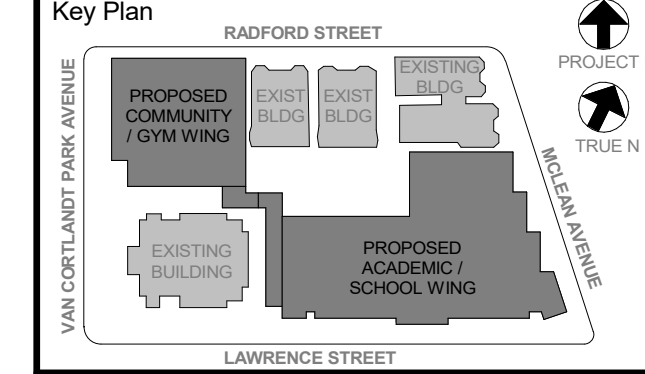 Key Plan
RADFORD STREET
PROJECT
TRUE N
VAN CORTLANDT PARK AVENUE
PROPOSED
COMMUNITY
/ GYM WING
EXIST
BLDG
EXIST
BLDG
EXISTING
BLDG
MCLEAN AVENUE
EXISTING
BUILDING
PROPOSED
ACADEMIC /
SCHOOL WING
LAWRENCE STREET